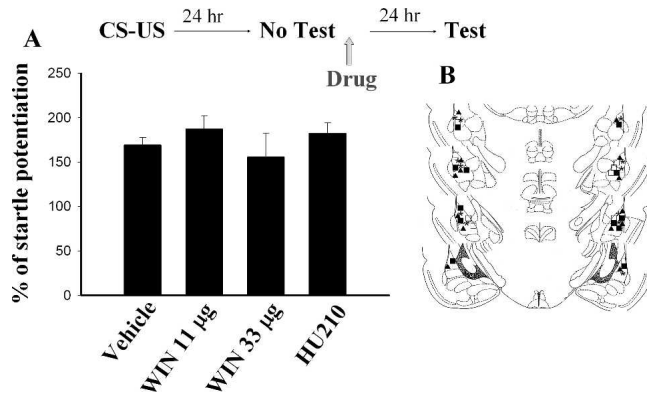 24 hr 24 hr
A CS-US No Test Test
Drug
B
% of startle potentiation
250
200
150
100
50
0
Vehicle
WIN 11 µg
WIN 33 µg
HU210